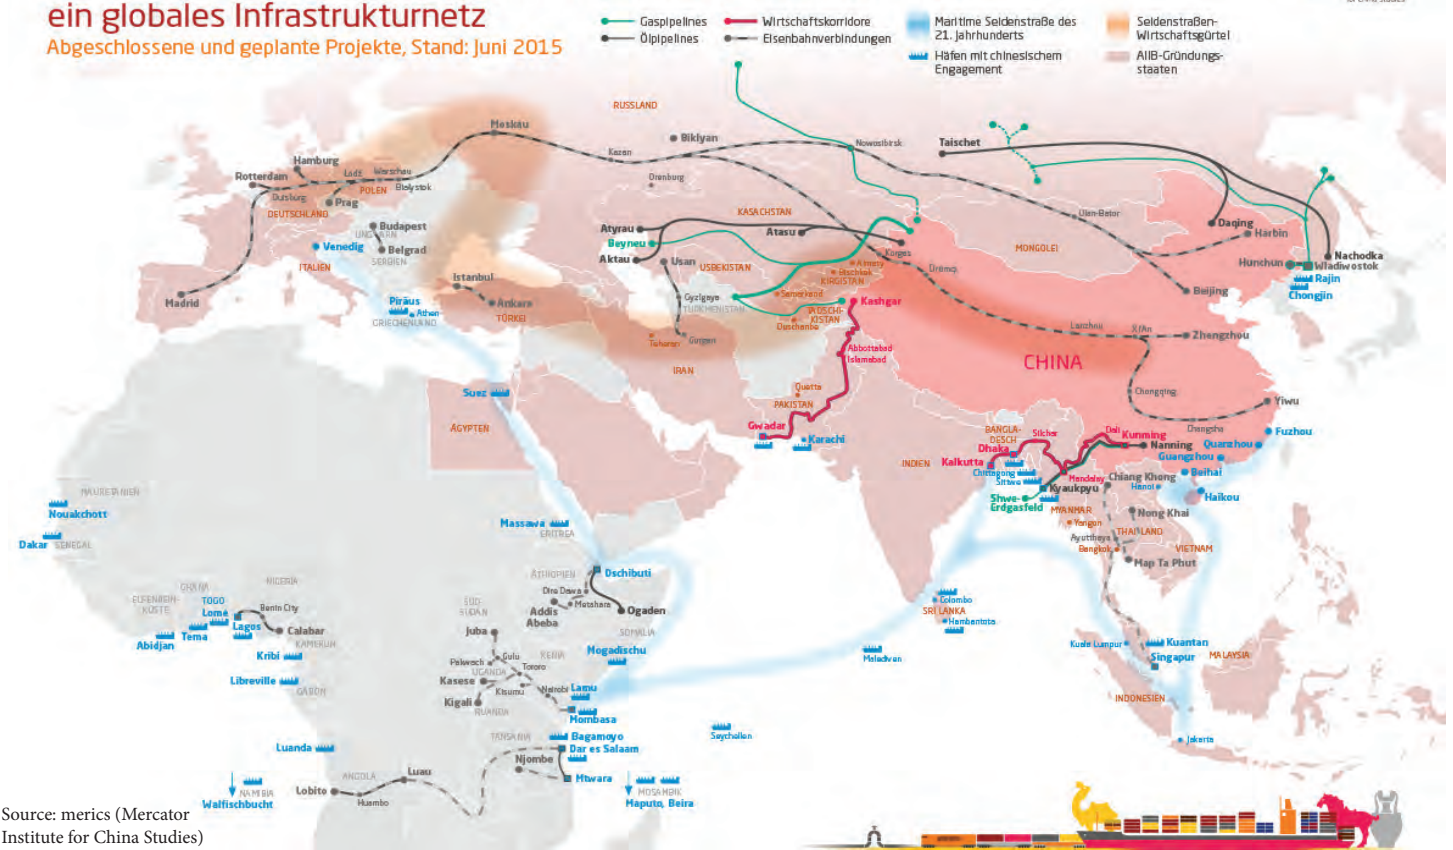 ein globales Infrastrukturnetz
Abgeschlossene und geplante Projekte, Stand: Juni 2015
Gaspipelines
Ölpipelines
Wirtschaftskorridore
Eisenbahnverbindungen
Maritime Seidenstraße des
21. Jahrhunderts
Häfen mit chinesischem
Engagement
Seidenstraßen-
Wirtschaftsgürtel
AIIB-Gründungs-
staaten
RUSSLAND
Moskau
Biklyan
Kazan
Nowosibirsk
Taischet
Hamburg
Rotterdam
Duisburg
Lodz
Warschau
Bialystok
POLEN
Prag
DEUTSCHLAND
Orenburg
KASACHSTAN
Ulan-Bator
Daqing
Harbin
Budapest
UNGARN
Belgrad
SERBIEN
Venedig
ITALIEN
Atyrau
Beyneu
Aktau
Atasu
Usan
USBEKISTAN
Korgas
Almaty
Bischkek
KIRGISTAN
MONGOLEI
Nachodka
Hunchun
Wladiwostok
Rajin
Chongjin
Beijing
Madrid
Istanbul
Ankara
TÜRKEI
Piräus
Athen
GRIECHENLAND
Gyzlgaya
TURKMENISTAN
Samarkand
TADSCHI-
KISTAN
Duschanbe
Kashgar
Lanzhou
Xi'An
Zhengzhou
Teheran
Gorgan
IRAN
Abbottabad
Islamabad
CHINA
Suez
ÄGYPTEN
Quetta
PAKISTAN
Gwadar
Karachi
Chongqing
Yiwu
Changsha
Fuzhou
Quanzhou
Guangzhou
Beihai
Haikou
BANGLA-
DESCH
Silchar
Dali
Kunming
Nanning
Dhaka
Kalkutta
Chittagong
Sittwe
Mandalay
Chiang Khong
Hanoi
Kyaukpyu
Shwe-
Erdgasfeld
INDIEN
MYANMAR
Yangon
Nong Khai
THAILAND
Ayutthaya
Bangkok
VIETNAM
Map Ta Phut
MAURETANIEN
Nouakchott
Dakar
SENEGAL
Massawa
ERITREA
Dschibuti
ÄTHIOPIEN
Dire Dawa
Metahara
Addis
Abeba
Ogaden
GHANA
NIGERIA
ELFENBEIN-
KÜSTE
TOGO
Lomé
Benin City
Lagos
Tema
Abidjan
Calabar
KAMERUN
Kribi
Libreville
GABON
SÜD-
SUDAN
Juba
SOMALIA
Mogadischu
Pakwach
Gulu
KENIA
UGANDA
Tororo
Kasese
Kisumu
Nairobi
Lamu
Kigali
RUANDA
Mombasa
TANSANIA
Bagamoyo
Dar es Salaam
Njombe
Mtwara
Colombo
SRI LANKA
Hambantota
Malediven
Seychellen
Kuala Lumpur
Kuantan
Singapur
MALAYSIA
INDONESIEN
Jakarta
Luanda
ANGOLA
Luau
Lobito
Huambo
NAMIBIA
Walfischbucht
MOSAMBIK
Maputo, Beira
Source: merics (Mercator
Institute for China Studies)